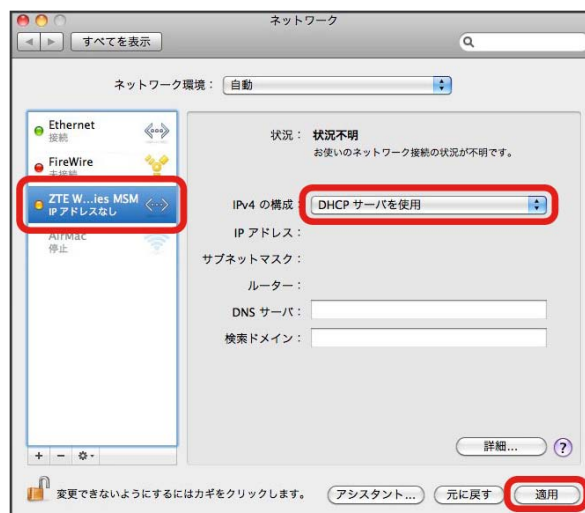 ネットワーク
すべてを表示
ネットワーク環境： 自動
Ethernet
接続
FireWire
未接続
ZTE W...ies MSM
IP アドレスなし
AirMac
停止
状況： 状況不明
お使いのネットワーク接続の状況が不明です。
IPv4 の構成： DHCP サーバを使用
IP アドレス：
サブネットマスク：
ルーター：
DNS サーバ：
検索ドメイン：
詳細... ?
変更できないようにするにはカギをクリックします。
アシスタント... 元に戻す 適用